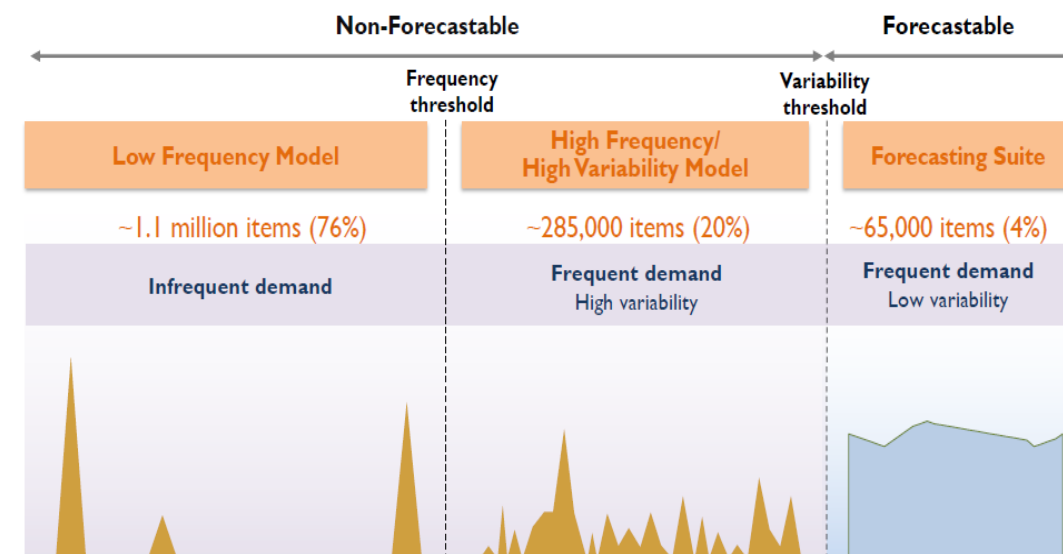 Non-Forecastable
Forecastable
Frequency
threshold
Variability
threshold
Low Frequency Model
High Frequency/
High Variability Model
Forecasting Suite
~1.1 million items (76%)
~285,000 items (20%)
~65,000 items (4%)
Infrequent demand
Frequent demand
High variability
Frequent demand
Low variability